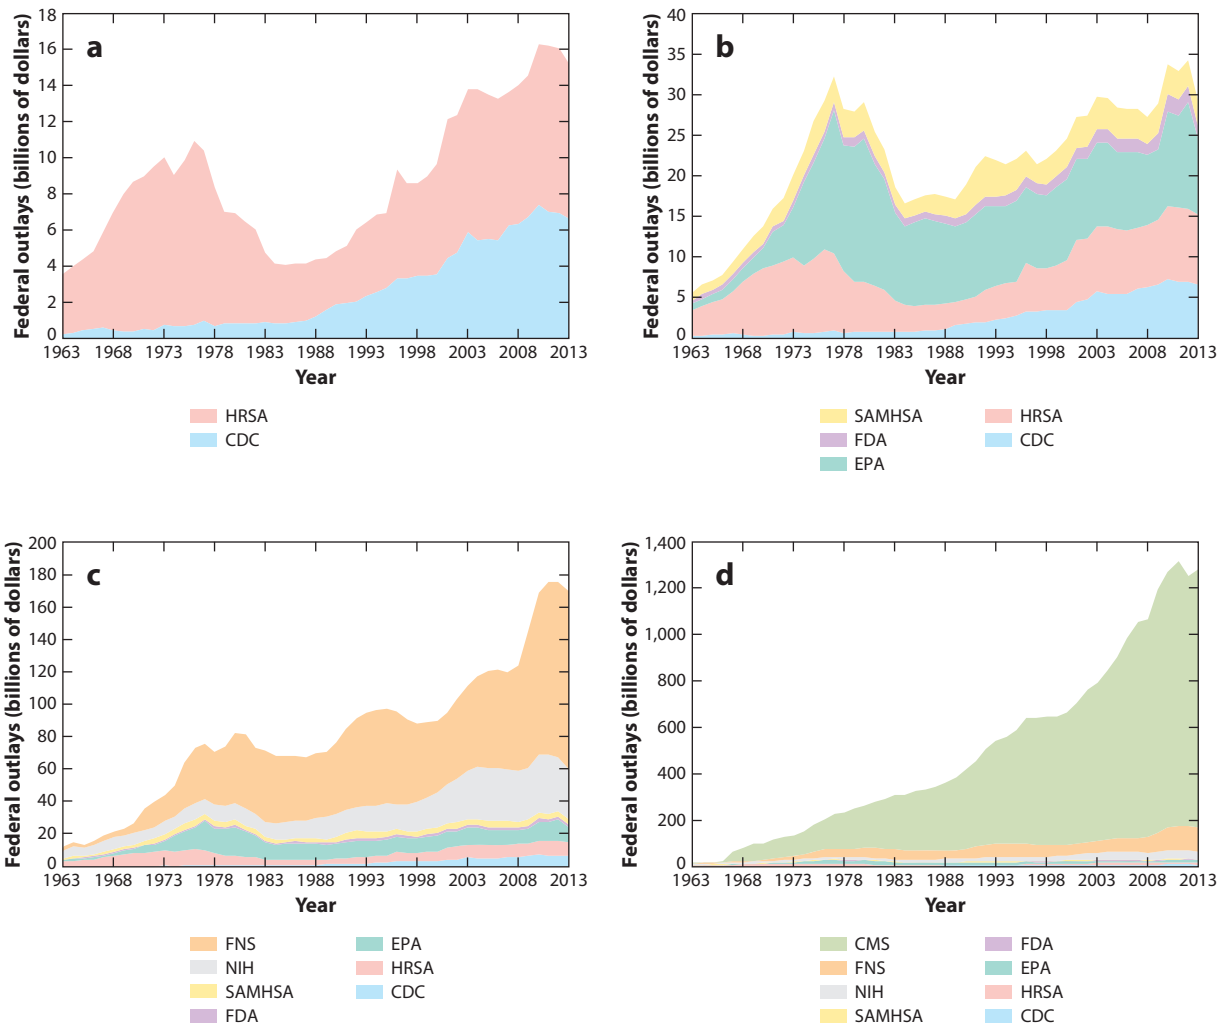 a
Federal outlays (billions of dollars)
18
16
14
12
10
8
6
4
2
0
1963 1968 1973 1978 1983 1988 1993 1998 2003 2008 2013
Year
HRSA
CDC
b
Federal outlays (billions of dollars)
40
35
30
25
20
15
10
5
0
1963 1968 1973 1978 1983 1988 1993 1998 2003 2008 2013
Year
SAMHSA HRSA
FDA CDC
EPA
c
Federal outlays (billions of dollars)
200
180
160
140
120
100
80
60
40
20
0
1963 1968 1973 1978 1983 1988 1993 1998 2003 2008 2013
Year
FNS EPA
NIH HRSA
SAMHSA CDC
FDA
d
Federal outlays (billions of dollars)
1,400
1,200
1,000
800
600
400
200
0
1963 1968 1973 1978 1983 1988 1993 1998 2003 2008 2013
Year
CMS FDA
FNS EPA
NIH HRSA
SAMHSA CDC